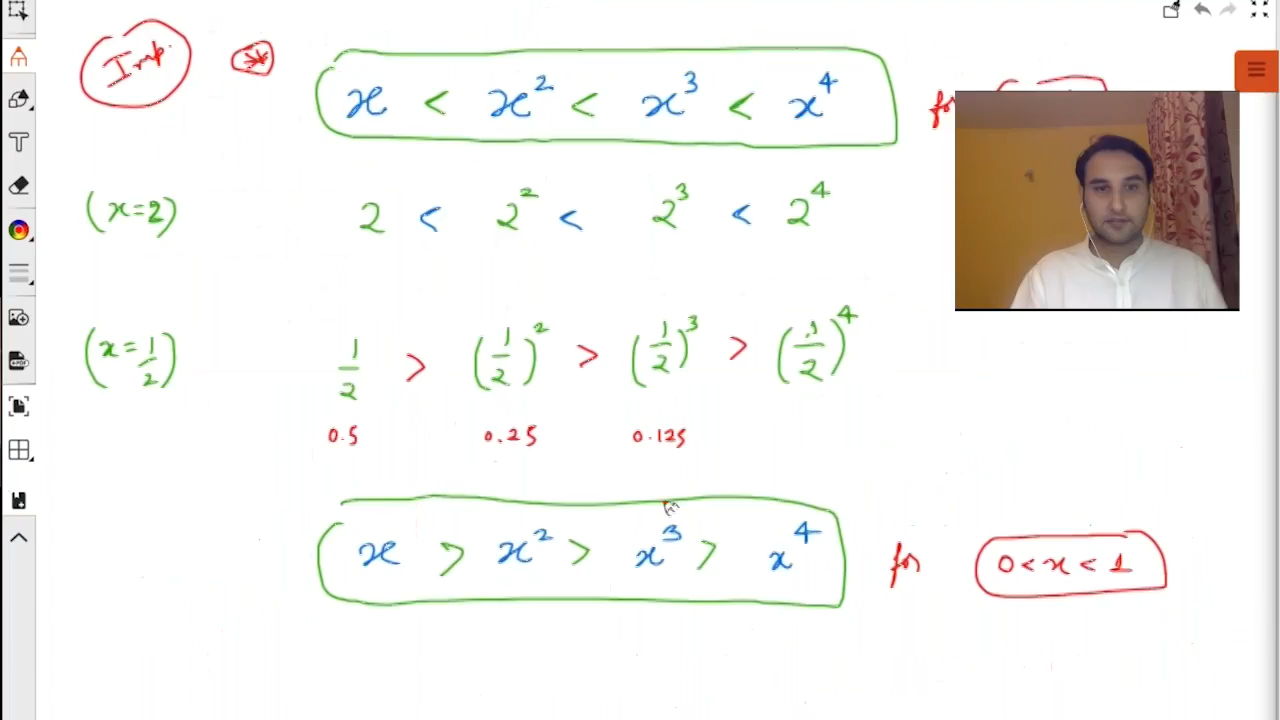 Imp.
x < x² < x³ < x⁴ for
(x=2) 2 < 2² < 2³ < 2⁴
(x=1/2) 1/2 > (1/2)² > (1/2)³ > (1/2)⁴
0.5 0.25 0.125
x > x² > x³ > x⁴ for 0<x<1